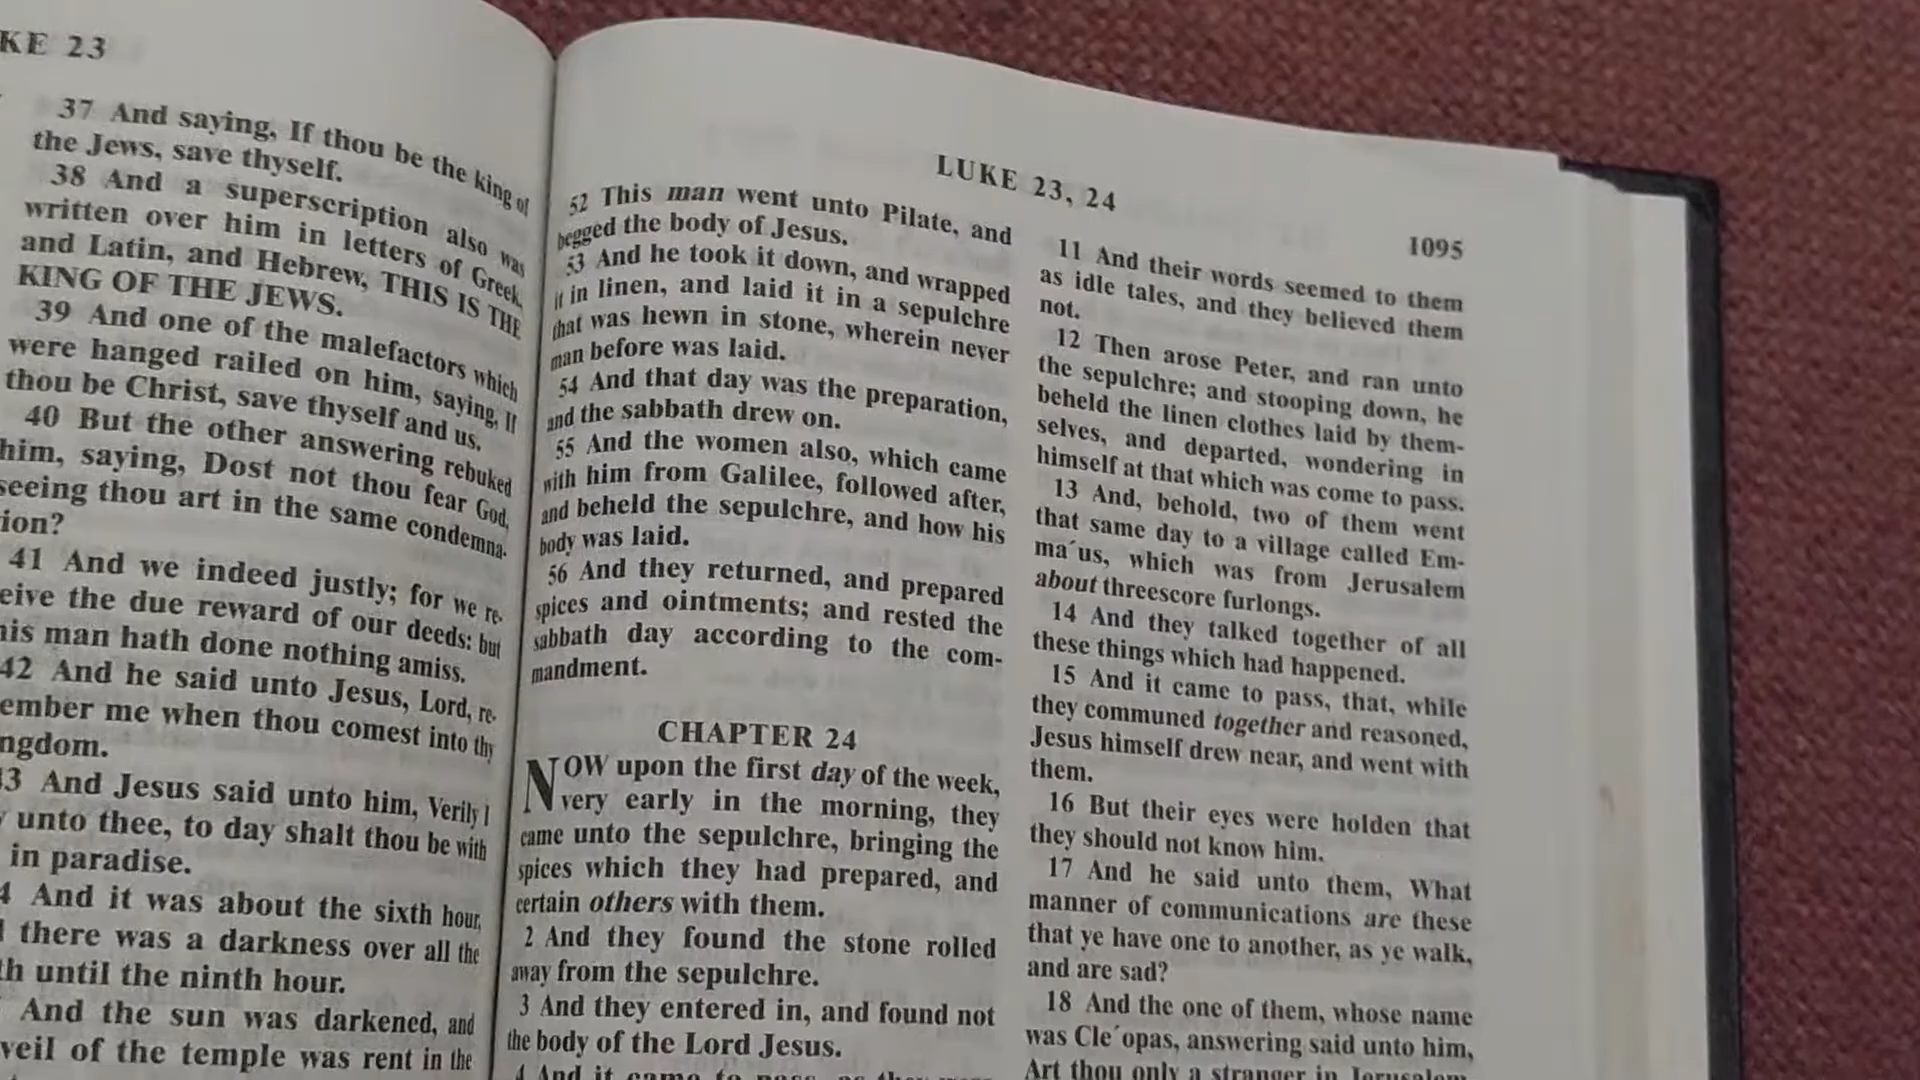 KE 23
37 And saying, If thou be the king of
the Jews, save thyself.
38 And a superscription also was
written over him in letters of Greek,
and Latin, and Hebrew, THIS IS THE
KING OF THE JEWS.
39 And one of the malefactors which
were hanged railed on him, saying, If
thou be Christ, save thyself and us.
40 But the other answering rebuked
him, saying, Dost not thou fear God,
seeing thou art in the same condemna-
ion?
41 And we indeed justly; for we re-
eive the due reward of our deeds: but
his man hath done nothing amiss.
42 And he said unto Jesus, Lord, re-
ember me when thou comest into thy
ngdom.
3 And Jesus said unto him, Verily I
unto thee, to day shalt thou be with
in paradise.
4 And it was about the sixth hour,
there was a darkness over all the
th until the ninth hour.
And the sun was darkened, and
veil of the temple was rent in the
LUKE 23, 24
1095
52 This man went unto Pilate, and
begged the body of Jesus.
53 And he took it down, and wrapped
it in linen, and laid it in a sepulchre
that was hewn in stone, wherein never
man before was laid.
54 And that day was the preparation,
and the sabbath drew on.
55 And the women also, which came
with him from Galilee, followed after,
and beheld the sepulchre, and how his
body was laid.
56 And they returned, and prepared
spices and ointments; and rested the
sabbath day according to the com-
mandment.
CHAPTER 24
NOW upon the first day of the week,
very early in the morning, they
came unto the sepulchre, bringing the
spices which they had prepared, and
certain others with them.
2 And they found the stone rolled
away from the sepulchre.
3 And they entered in, and found not
the body of the Lord Jesus.
4 And it came to pass, as they were
11 And their words seemed to them
as idle tales, and they believed them
not.
12 Then arose Peter, and ran unto
the sepulchre; and stooping down, he
beheld the linen clothes laid by them-
selves, and departed, wondering in
himself at that which was come to pass.
13 And, behold, two of them went
that same day to a village called Em-
ma´us, which was from Jerusalem
about threescore furlongs.
14 And they talked together of all
these things which had happened.
15 And it came to pass, that, while
they communed together and reasoned,
Jesus himself drew near, and went with
them.
16 But their eyes were holden that
they should not know him.
17 And he said unto them, What
manner of communications are these
that ye have one to another, as ye walk,
and are sad?
18 And the one of them, whose name
was Cle´opas, answering said unto him,
Art thou only a stranger in Jerusalem